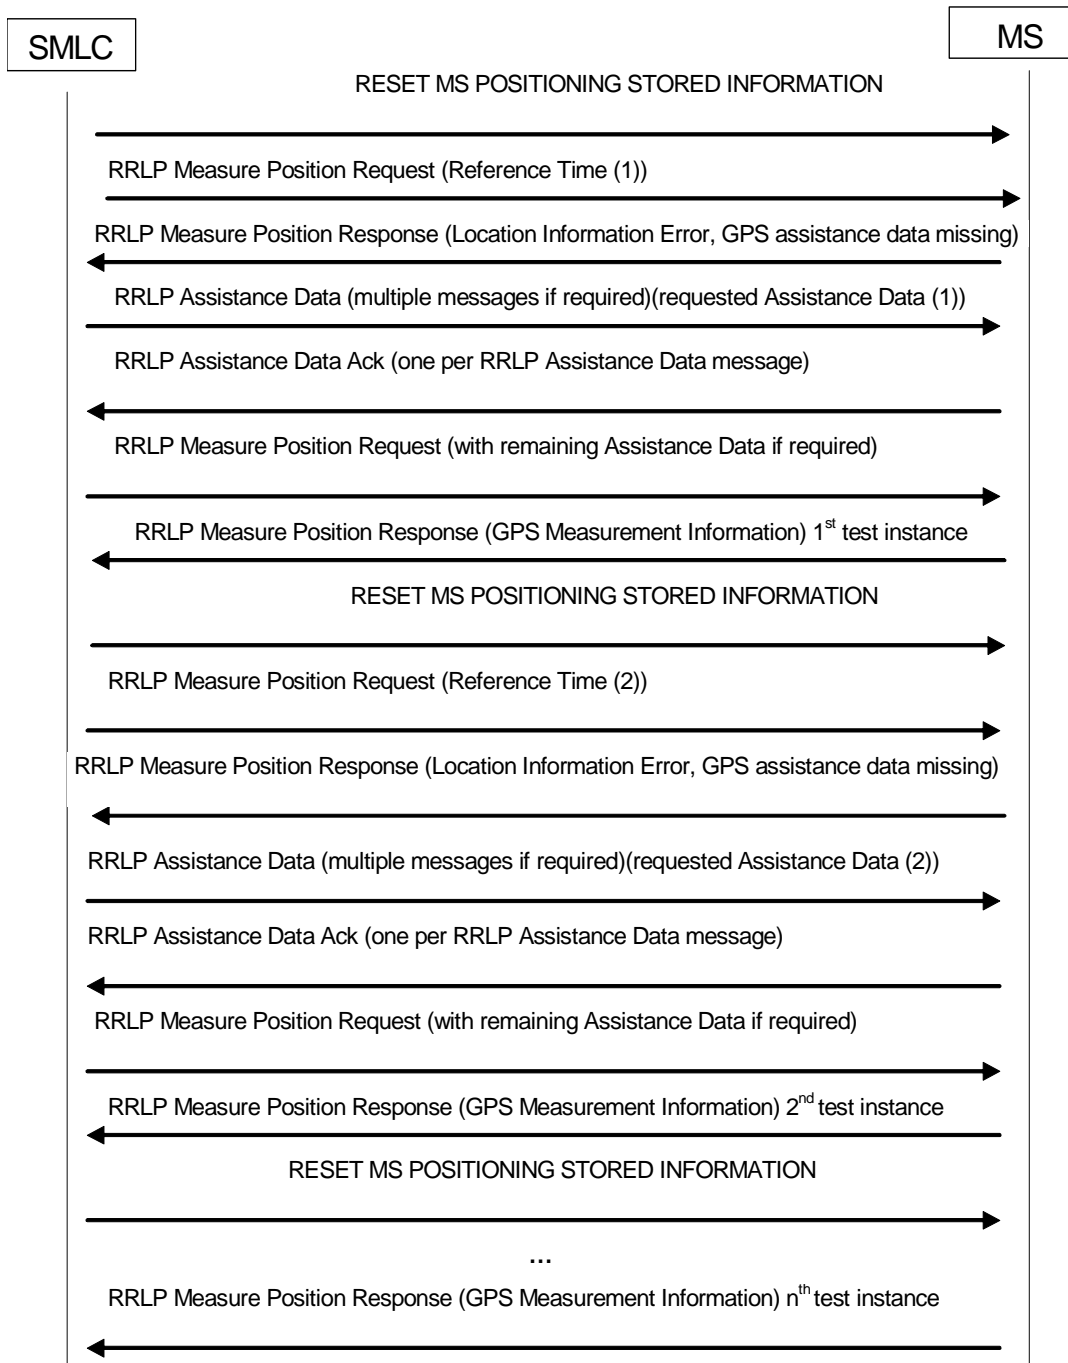 SMLC
MS
RESET MS POSITIONING STORED INFORMATION
RRLP Measure Position Request (Reference Time (1))
RRLP Measure Position Response (Location Information Error, GPS assistance data missing)
RRLP Assistance Data (multiple messages if required)(requested Assistance Data (1))
RRLP Assistance Data Ack (one per RRLP Assistance Data message)
RRLP Measure Position Request (with remaining Assistance Data if required)
RRLP Measure Position Response (GPS Measurement Information) 1st test instance
RESET MS POSITIONING STORED INFORMATION
RRLP Measure Position Request (Reference Time (2))
RRLP Measure Position Response (Location Information Error, GPS assistance data missing)
RRLP Assistance Data (multiple messages if required)(requested Assistance Data (2))
RRLP Assistance Data Ack (one per RRLP Assistance Data message)
RRLP Measure Position Request (with remaining Assistance Data if required)
RRLP Measure Position Response (GPS Measurement Information) 2nd test instance
RESET MS POSITIONING STORED INFORMATION
...
RRLP Measure Position Response (GPS Measurement Information) nth test instance